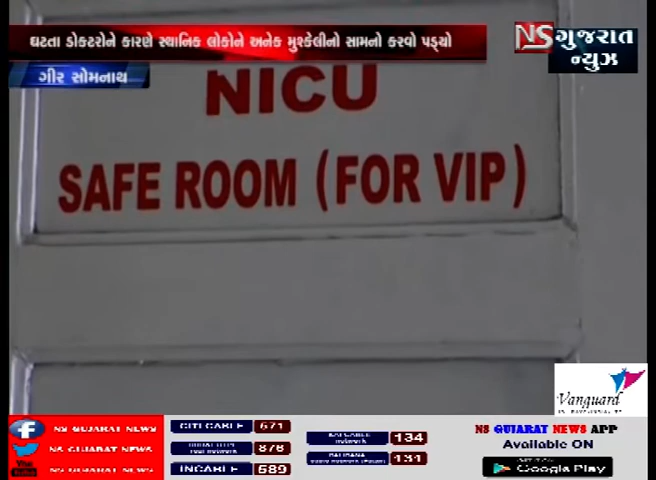 ઘટતા ડોકટરોને કારણે સ્થાનિક લોકોને અનેક મુશ્કેલીનો સામનો કરવો પડ્યો
NS ગુજરાત
ન્યુઝ
ગીર સોમનાથ
NICU
SAFE ROOM (FOR VIP)
Vanguard
NS GUJARAT NEWS
NS GUJARAT NEWS
NS GUJARAT NEWS
CITI CABLE 671
876
INCABLE 589
134
131
NS GUJARAT NEWS APP
Available ON
Google Play